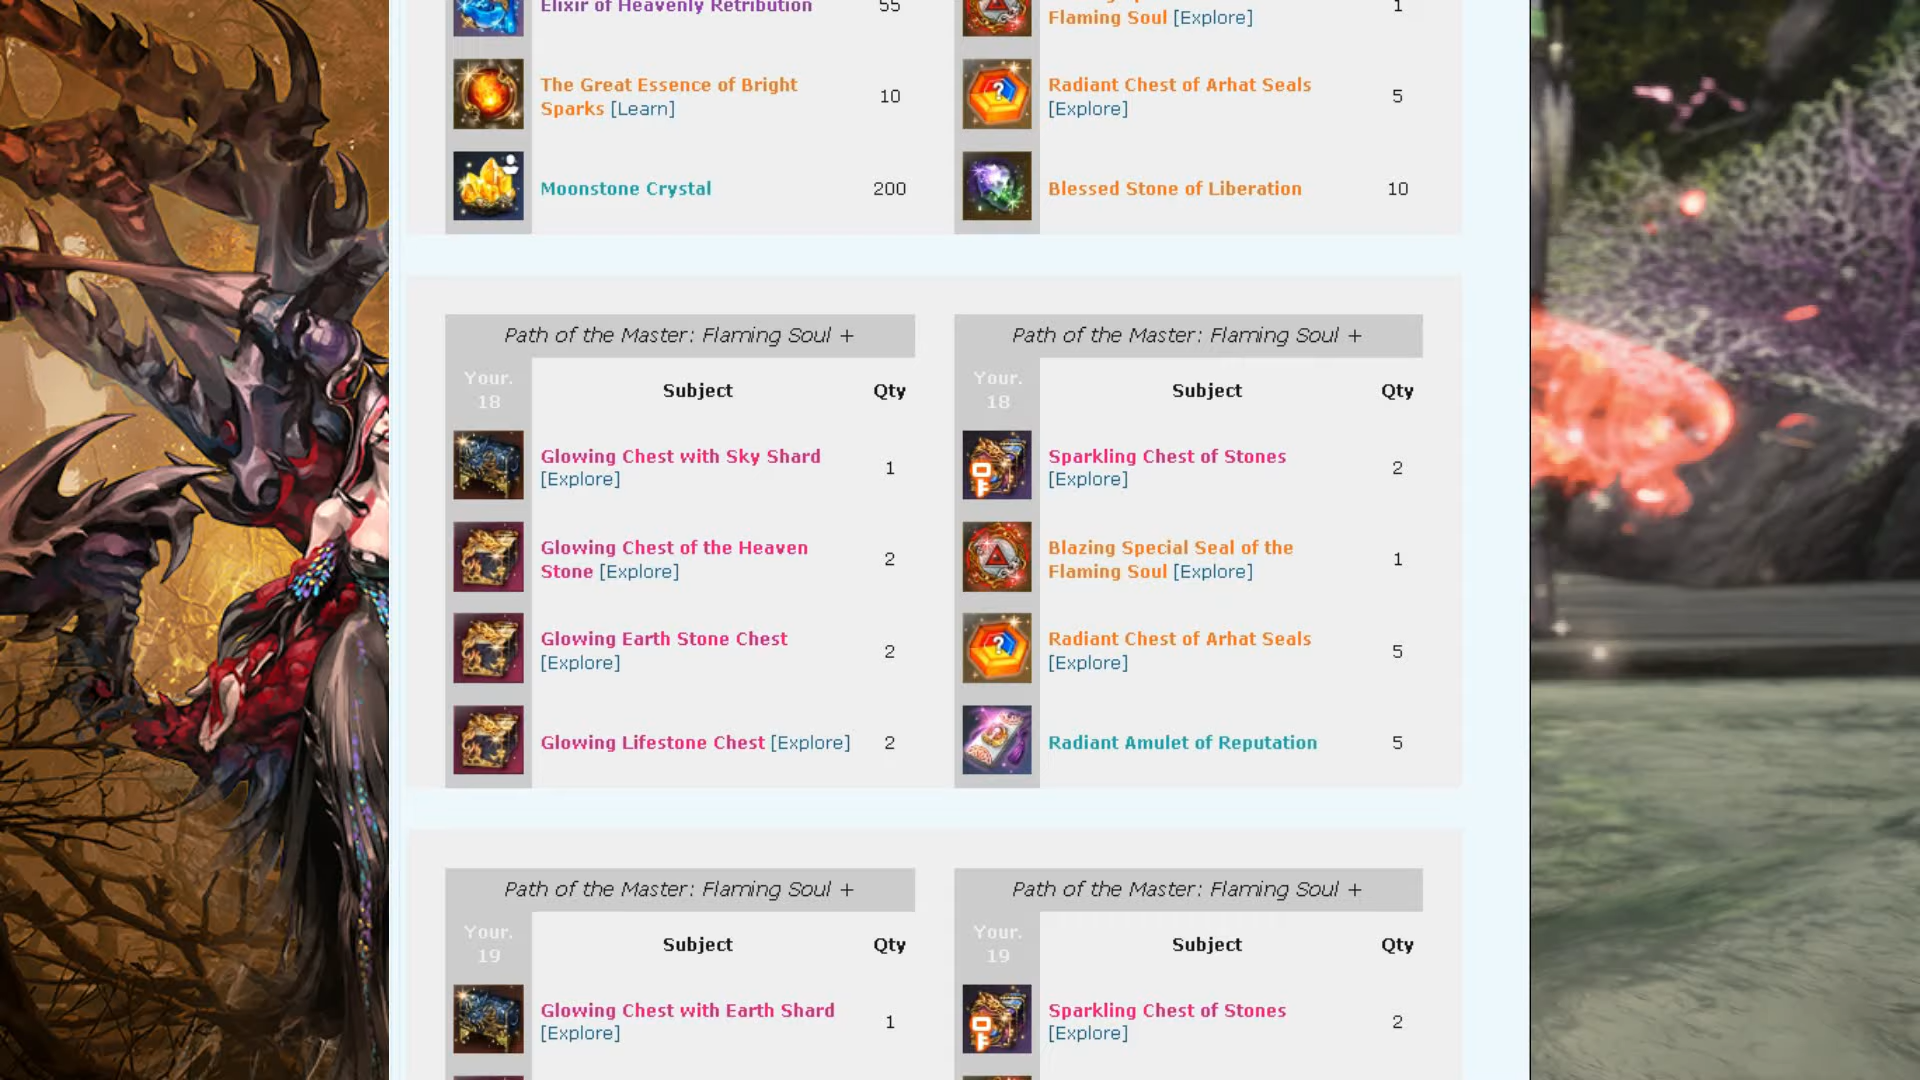 Elixir of Heavenly Retribution 55
The Great Essence of Bright
Sparks [Learn]
10
Moonstone Crystal 200
Flaming Soul [Explore]
1
Radiant Chest of Arhat Seals
[Explore]
5
Blessed Stone of Liberation 10
Path of the Master: Flaming Soul +
Your.
18
Subject Qty
Glowing Chest with Sky Shard
[Explore]
1
Glowing Chest of the Heaven
Stone [Explore]
2
Glowing Earth Stone Chest
[Explore]
2
Glowing Lifestone Chest [Explore] 2
Path of the Master: Flaming Soul +
Your.
18
Subject Qty
Sparkling Chest of Stones
[Explore]
2
Blazing Special Seal of the
Flaming Soul [Explore]
1
Radiant Chest of Arhat Seals
[Explore]
5
Radiant Amulet of Reputation 5
Path of the Master: Flaming Soul +
Your.
19
Subject Qty
Glowing Chest with Earth Shard
[Explore]
1
Path of the Master: Flaming Soul +
Your.
19
Subject Qty
Sparkling Chest of Stones
[Explore]
2